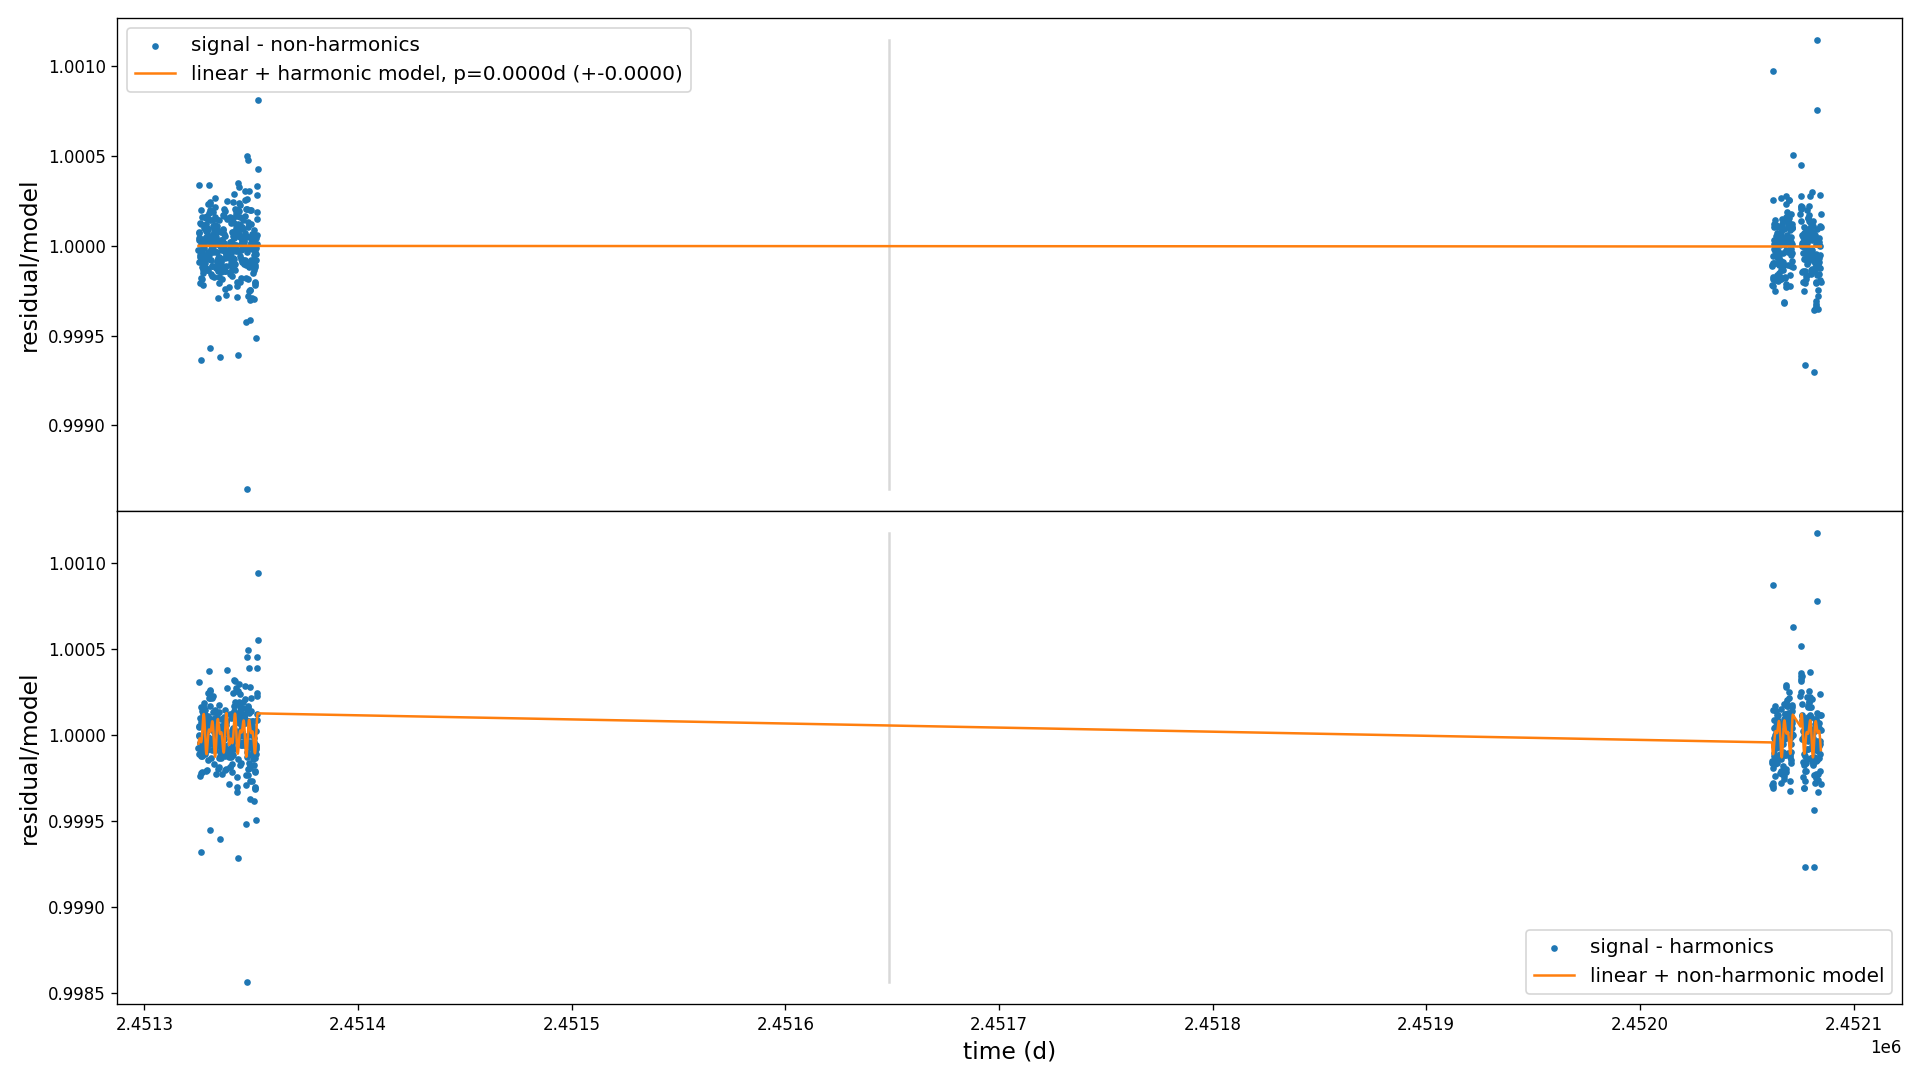 signal - non-harmonics
linear + harmonic model, p=0.0000d (+-0.0000)
1.0010
1.0005
1.0000
0.9995
0.9990
residual/model
1.0010
1.0005
1.0000
0.9995
0.9990
0.9985
residual/model
signal - harmonics
linear + non-harmonic model
2.4513 2.4514 2.4515 2.4516 2.4517 2.4518 2.4519 2.4520 2.4521
1e6
time (d)